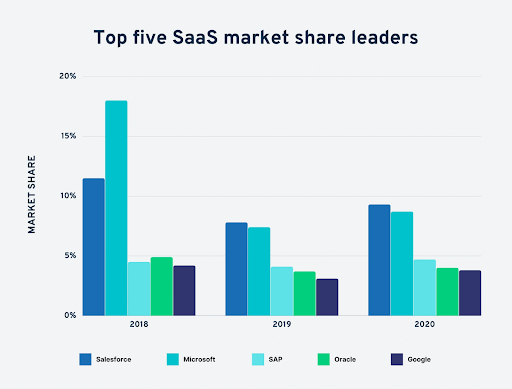 Top five SaaS market share leaders
20%
15%
10%
5%
0%
MARKET SHARE
2018 2019 2020
Salesforce Microsoft SAP Oracle Google